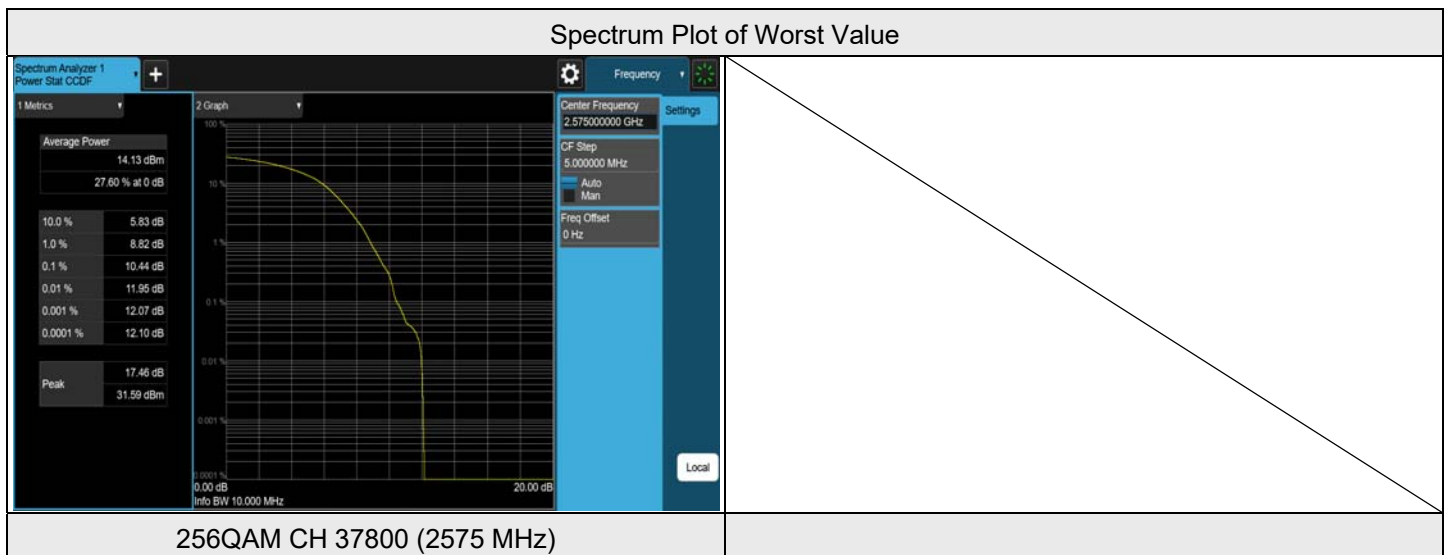 Spectrum Plot of Worst Value
Spectrum Analyzer 1
Power Stat CCDF
+
Frequency
1 Metrics
2 Graph
Center Frequency
2.575000000 GHz
Settings
CF Step
5.000000 MHz
Auto
Man
Freq Offset
0 Hz
Average Power
14.13 dBm
27.60 % at 0 dB
10.0 % 5.83 dB
1.0 % 8.82 dB
0.1 % 10.44 dB
0.01 % 11.95 dB
0.001 % 12.07 dB
0.0001 % 12.10 dB
Peak
17.46 dB
31.59 dBm
100 %
10 %
1 %
0.1 %
0.01 %
0.001 %
0.0001 %
0.00 dB 20.00 dB
Info BW 10.000 MHz
Local
256QAM CH 37800 (2575 MHz)